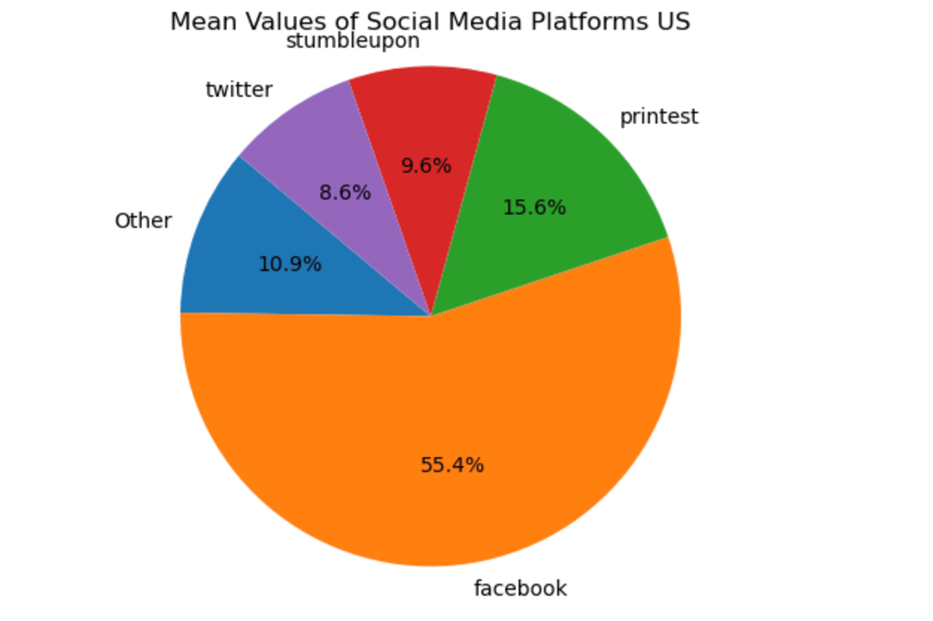 Mean Values of Social Media Platforms US
stumbleupon
twitter
printest
9.6%
8.6%
15.6%
Other
10.9%
55.4%
facebook